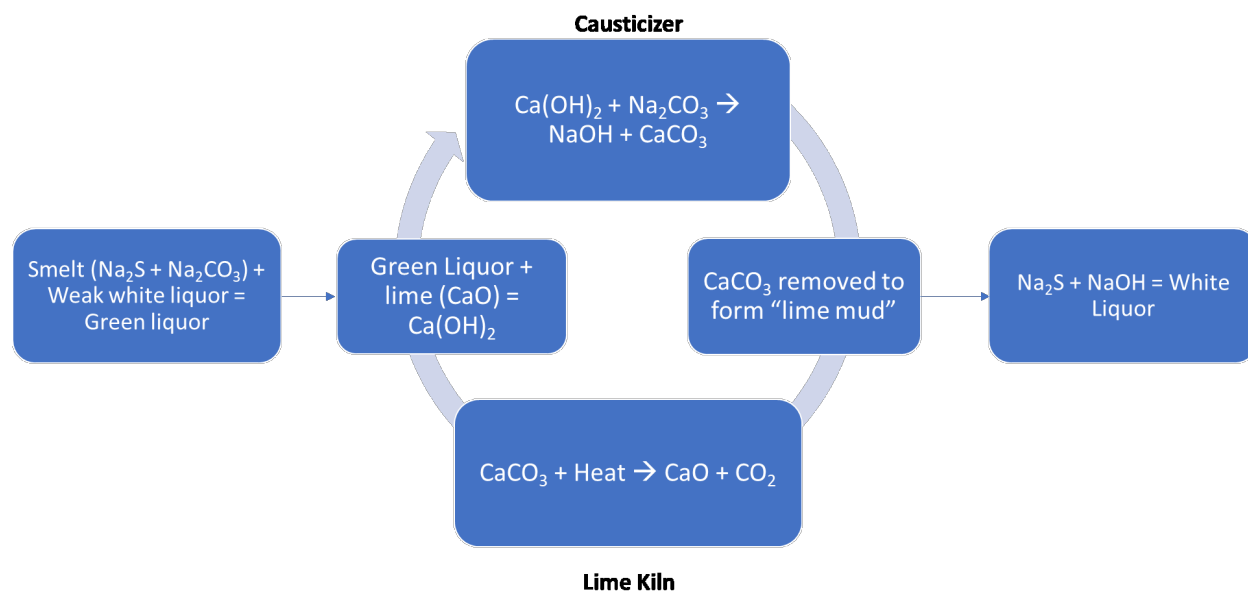 Causticizer
Ca(OH)₂ + Na₂CO₃ →
NaOH + CaCO₃
Smelt (Na₂S + Na₂CO₃) +
Weak white liquor =
Green liquor
Green Liquor +
lime (CaO) =
Ca(OH)₂
CaCO₃ removed to
form “lime mud”
Na₂S + NaOH = White
Liquor
CaCO₃ + Heat → CaO + CO₂
Lime Kiln